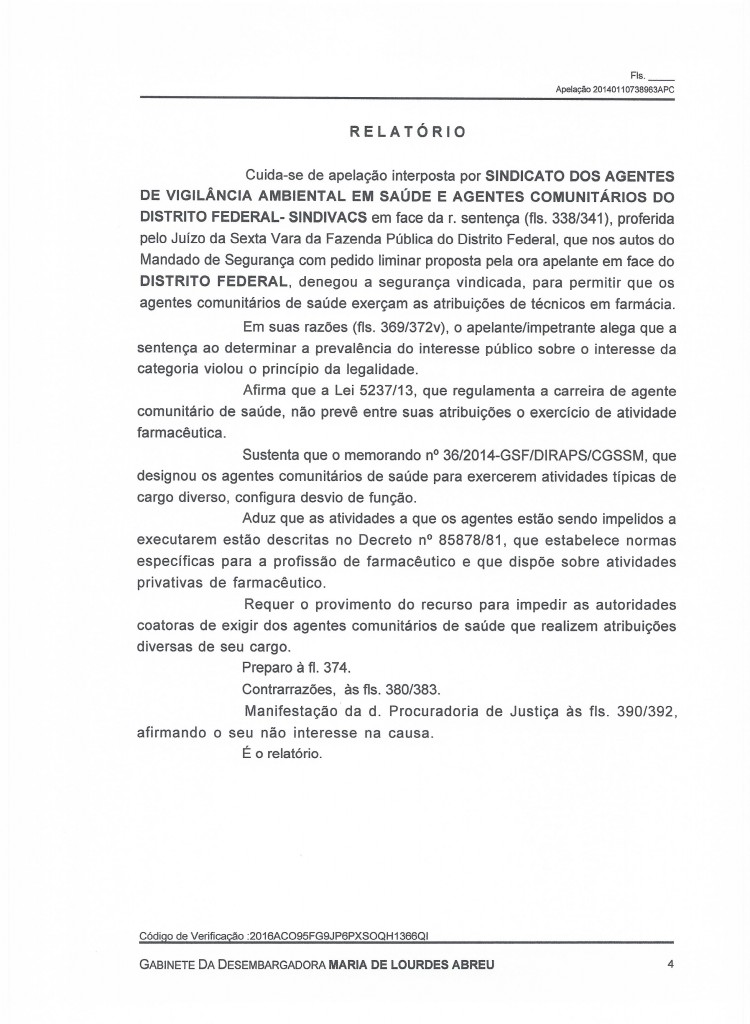 Fls. _____
Apelação 20140110738963APC
RELATÓRIO
Cuida-se de apelação interposta por SINDICATO DOS AGENTES
DE VIGILÂNCIA AMBIENTAL EM SAÚDE E AGENTES COMUNITÁRIOS DO
DISTRITO FEDERAL- SINDIVACS em face da r. sentença (fls. 338/341), proferida
pelo Juízo da Sexta Vara da Fazenda Pública do Distrito Federal, que nos autos do
Mandado de Segurança com pedido liminar proposta pela ora apelante em face do
DISTRITO FEDERAL, denegou a segurança vindicada, para permitir que os
agentes comunitários de saúde exerçam as atribuições de técnicos em farmácia.
Em suas razões (fls. 369/372v), o apelante/impetrante alega que a
sentença ao determinar a prevalência do interesse público sobre o interesse da
categoria violou o princípio da legalidade.
Afirma que a Lei 5237/13, que regulamenta a carreira de agente
comunitário de saúde, não prevê entre suas atribuições o exercício de atividade
farmacêutica.
Sustenta que o memorando nº 36/2014-GSF/DIRAPS/CGSSM, que
designou os agentes comunitários de saúde para exercerem atividades típicas de
cargo diverso, configura desvio de função.
Aduz que as atividades a que os agentes estão sendo impelidos a
executarem estão descritas no Decreto nº 85878/81, que estabelece normas
específicas para a profissão de farmacêutico e que dispõe sobre atividades
privativas de farmacêutico.
Requer o provimento do recurso para impedir as autoridades
coatoras de exigir dos agentes comunitários de saúde que realizem atribuições
diversas de seu cargo.
Preparo à fl. 374.
Contrarrazões, às fls. 380/383.
Manifestação da d. Procuradoria de Justiça às fls. 390/392,
afirmando o seu não interesse na causa.
É o relatório.
Código de Verificação :2016ACO95FG9JP6PXSOQH1366QI
GABINETE DA DESEMBARGADORA MARIA DE LOURDES ABREU 4